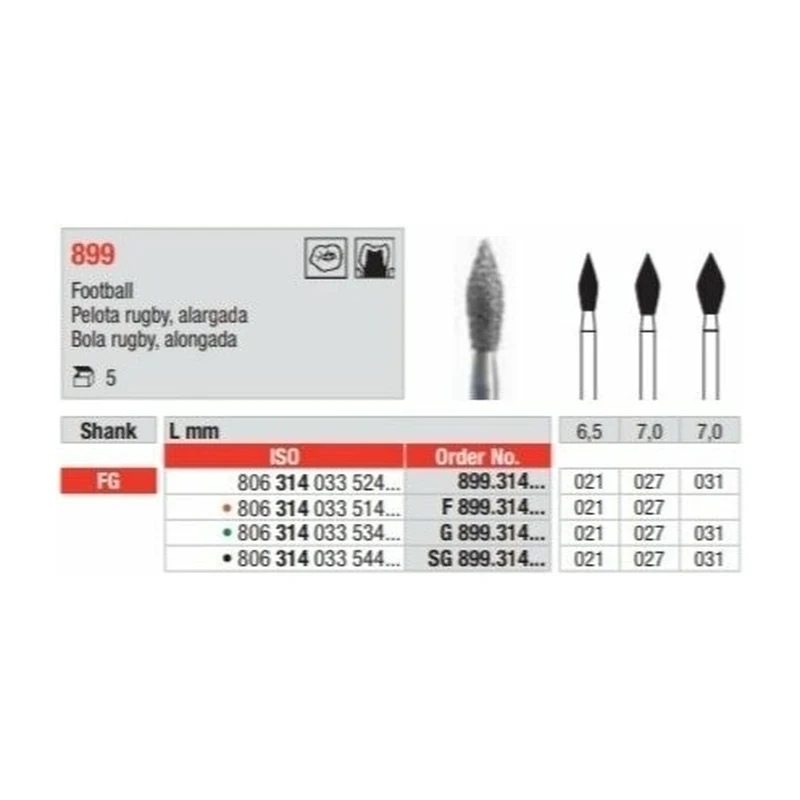 899
Football
Pelota rugby, alargada
Bola rugby, alongada
5
Shank L mm 6,5 7,0 7,0
ISO Order No.
FG 806 314 033 524... 899.314... 021 027 031
806 314 033 514... F 899.314... 021 027
806 314 033 534... G 899.314... 021 027 031
806 314 033 544... SG 899.314... 021 027 031